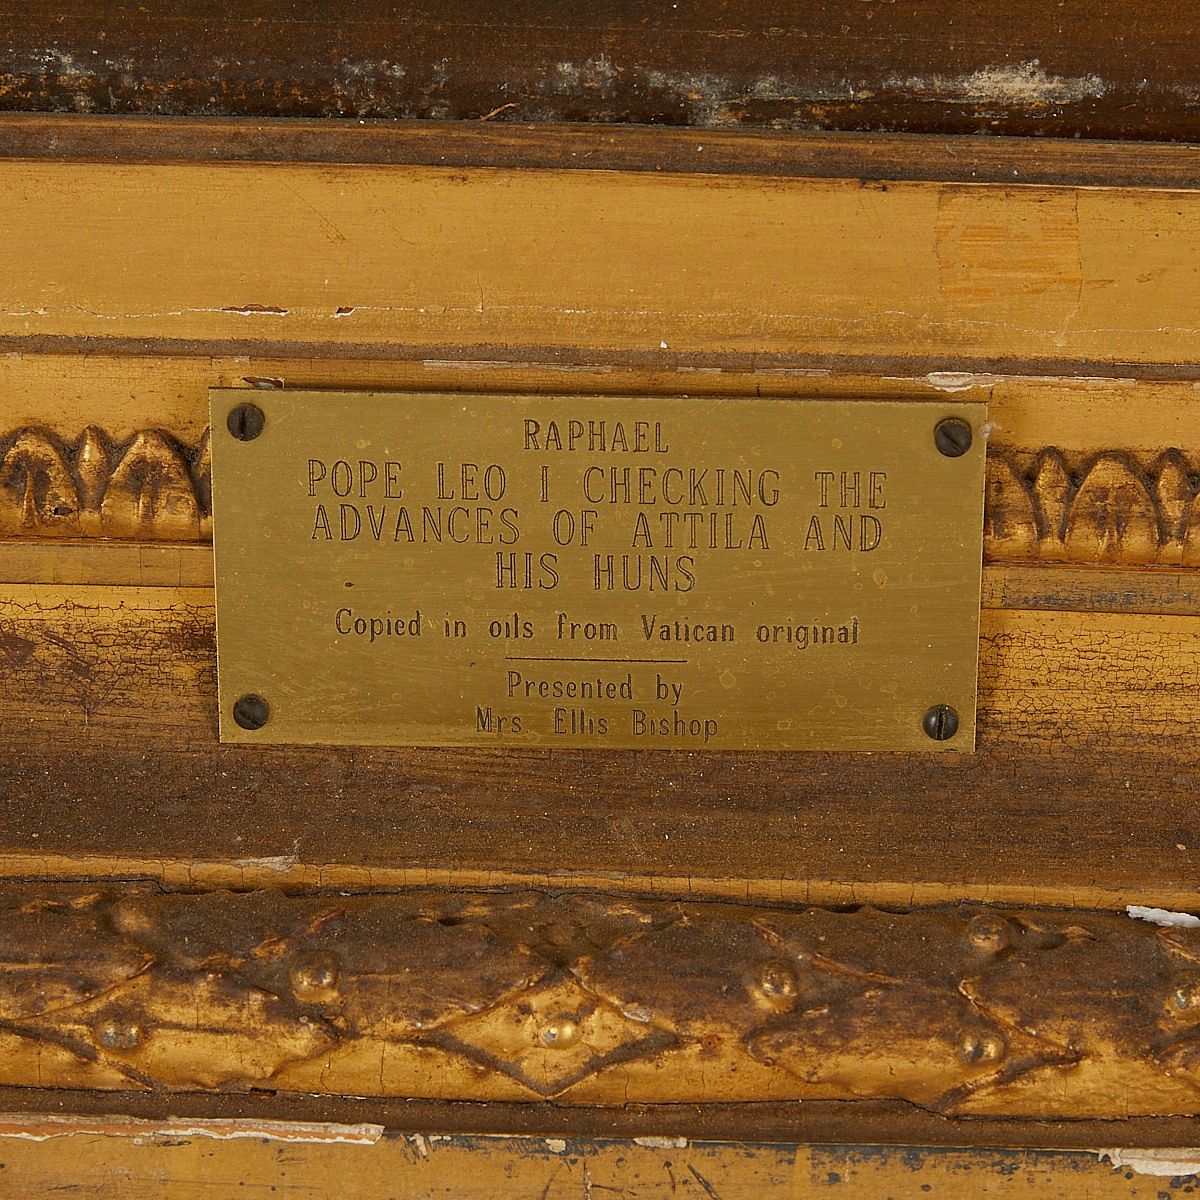 RAPHAEL
POPE LEO I CHECKING THE
ADVANCES OF ATTILA AND
HIS HUNS
Copied in oils from Vatican original
Presented by
Mrs. Ellis Bishop